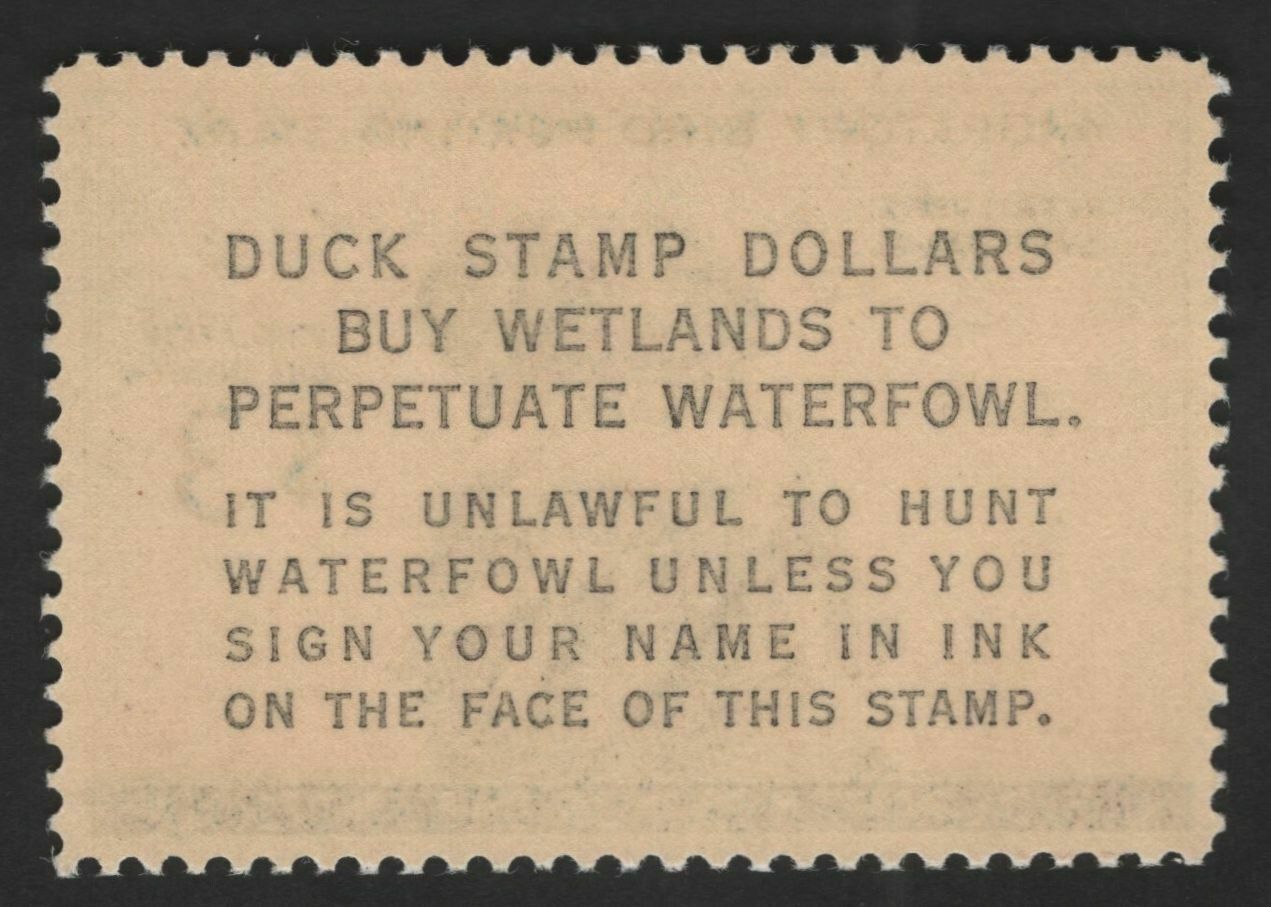 DUCK STAMP DOLLARS
BUY WETLANDS TO
PERPETUATE WATERFOWL.
IT IS UNLAWFUL TO HUNT
WATERFOWL UNLESS YOU
SIGN YOUR NAME IN INK
ON THE FACE OF THIS STAMP.